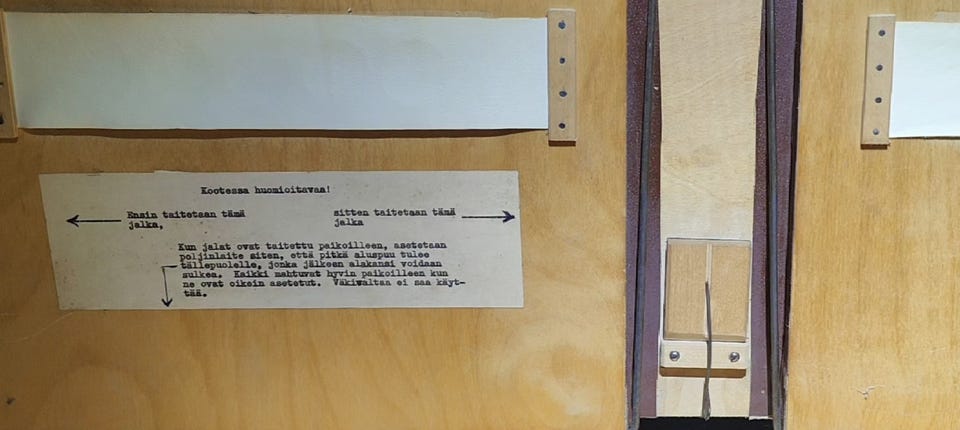 Kootessa huomioitavaa!
Ensin taitetaan tämä
jalka,
sitten taitetaan tämä
jalka
Kun jalat ovat taitettu paikoilleen, asetetaan
poljinlaite siten, että pitkä aluspuu tulee
tällepuolelle, jonka jälkeen alakansi voidaan
sulkea. Kaikki mahtuvat hyvin paikoilleen kun
ne ovat oikein asetetut. Väkivaltaa ei saa käyt-
tää.